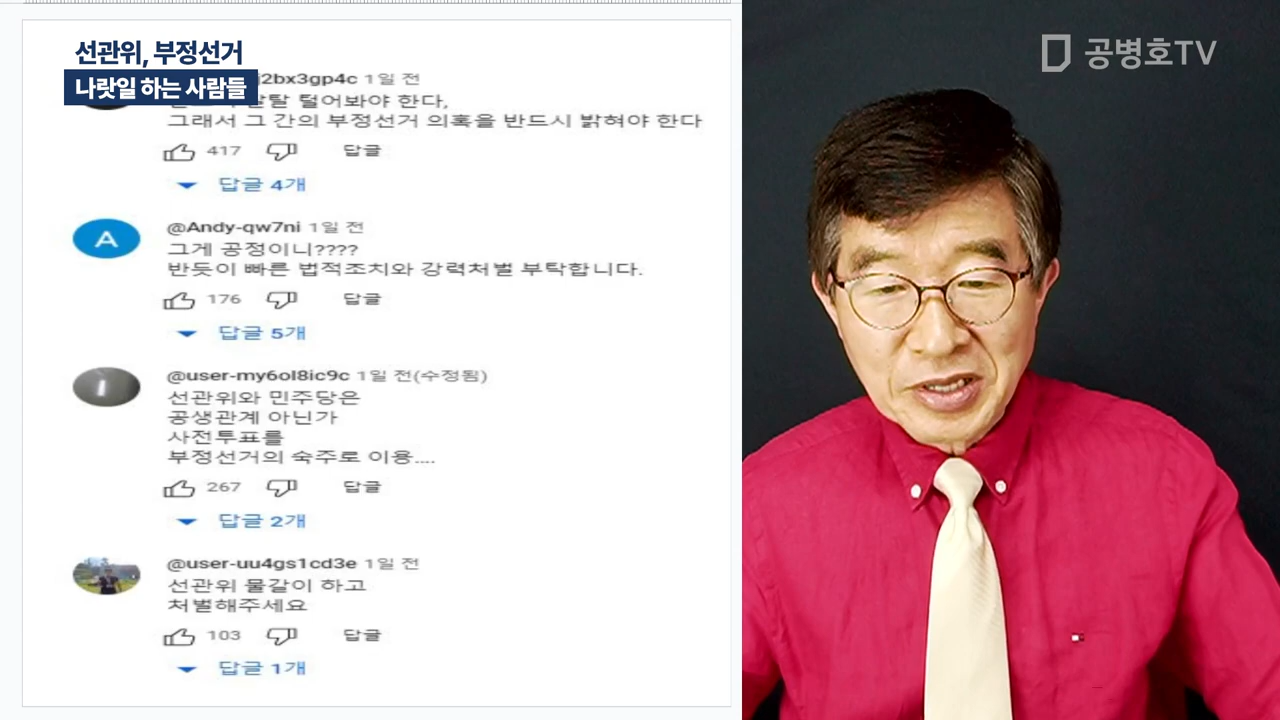 선관위, 부정선거
나랏일 하는 사람들
공병호TV
j2bx3gp4c 1일 전
탈 털어봐야 한다,
그래서 그 간의 부정선거 의혹을 반드시 밝혀야 한다
417 답글
답글 4개
A
@Andy-qw7ni 1일 전
그게 공정이니????
반듯이 빠른 법적조치와 강력처벌 부탁합니다.
176 답글
답글 5개
@user-my6ol8ic9c 1일 전(수정됨)
선관위와 민주당은
공생관계 아닌가
사전투표를
부정선거의 숙주로 이용....
267 답글
답글 2개
@user-uu4gs1cd3e 1일 전
선관위 물갈이 하고
처벌해주세요
103 답글
답글 1개